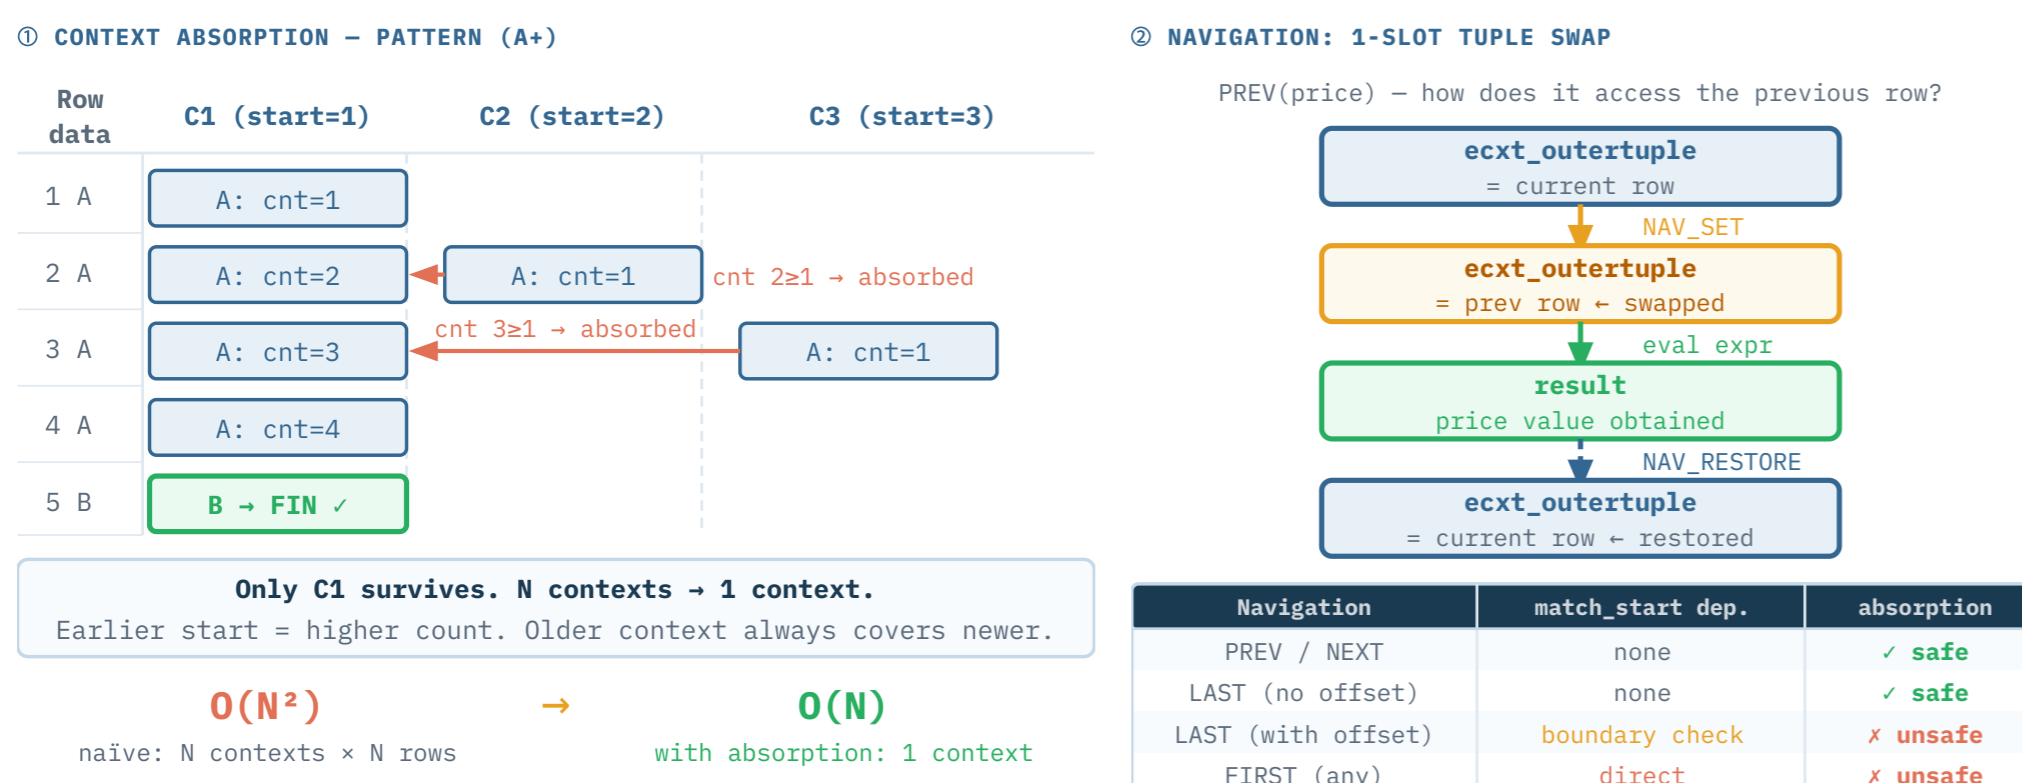 ① CONTEXT ABSORPTION — PATTERN (A+)
Row data
C1 (start=1)
C2 (start=2)
C3 (start=3)
1 A
A: cnt=1
2 A
A: cnt=2
A: cnt=1
cnt 2≥1 → absorbed
3 A
A: cnt=3
cnt 3≥1 → absorbed
A: cnt=1
4 A
A: cnt=4
5 B
B → FIN ✓
Only C1 survives. N contexts → 1 context.
Earlier start = higher count. Older context always covers newer.
O(N²)
→
O(N)
naïve: N contexts × N rows
with absorption: 1 context
② NAVIGATION: 1-SLOT TUPLE SWAP
PREV(price) — how does it access the previous row?
ecxt_outertuple
= current row
NAV_SET
ecxt_outertuple
= prev row ← swapped
eval expr
result
price value obtained
NAV_RESTORE
ecxt_outertuple
= current row ← restored
Navigation
match_start dep.
absorption
PREV / NEXT
none
✓ safe
LAST (no offset)
none
✓ safe
LAST (with offset)
boundary check
✗ unsafe
FIRST (any)
direct
✗ unsafe